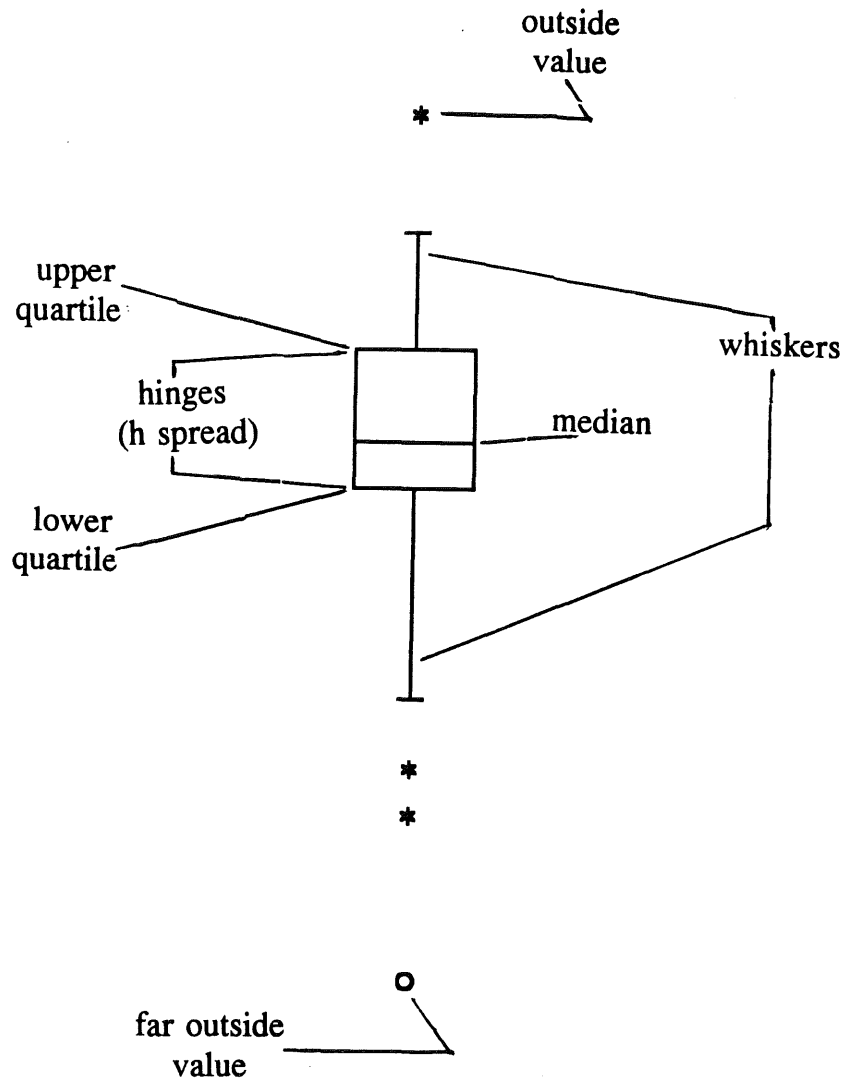 outside
value
*
upper
quartile
whiskers
hinges
(h spread)
median
lower
quartile
*
*
o
far outside
value